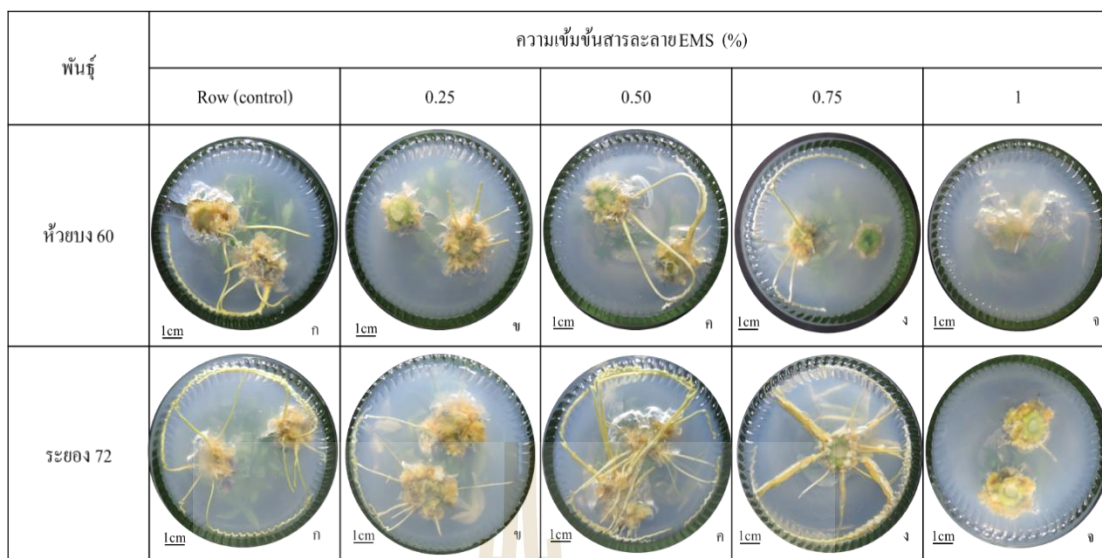 พันธุ์
ความเข้มข้นสารละลายEMS (%)
Row (control)
0.25
0.50
0.75
1
ห้วยบง 60
1cm
ก
1cm
ข
1cm
ค
1cm
ง
1cm
จ
ระยอง 72
1cm
ก
1cm
ข
1cm
ค
1cm
ง
1cm
จ